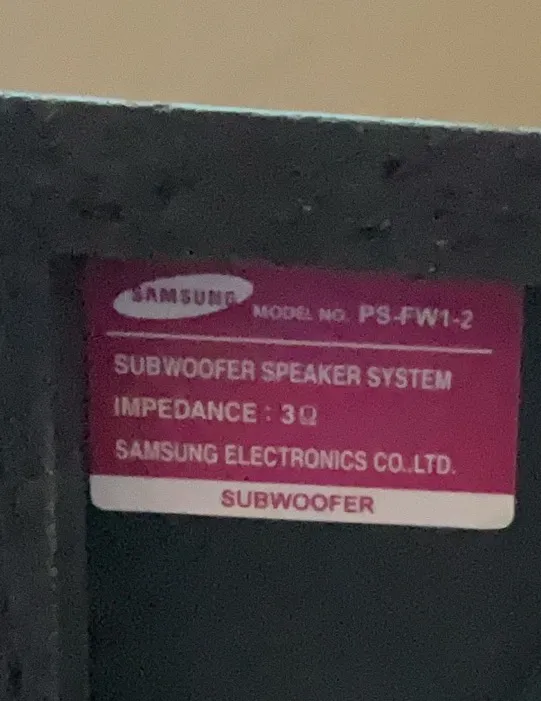 SAMSUNG MODEL NO. PS-FW1-2
SUBWOOFER SPEAKER SYSTEM
IMPEDANCE : 3Ω
SAMSUNG ELECTRONICS CO.,LTD.
SUBWOOFER